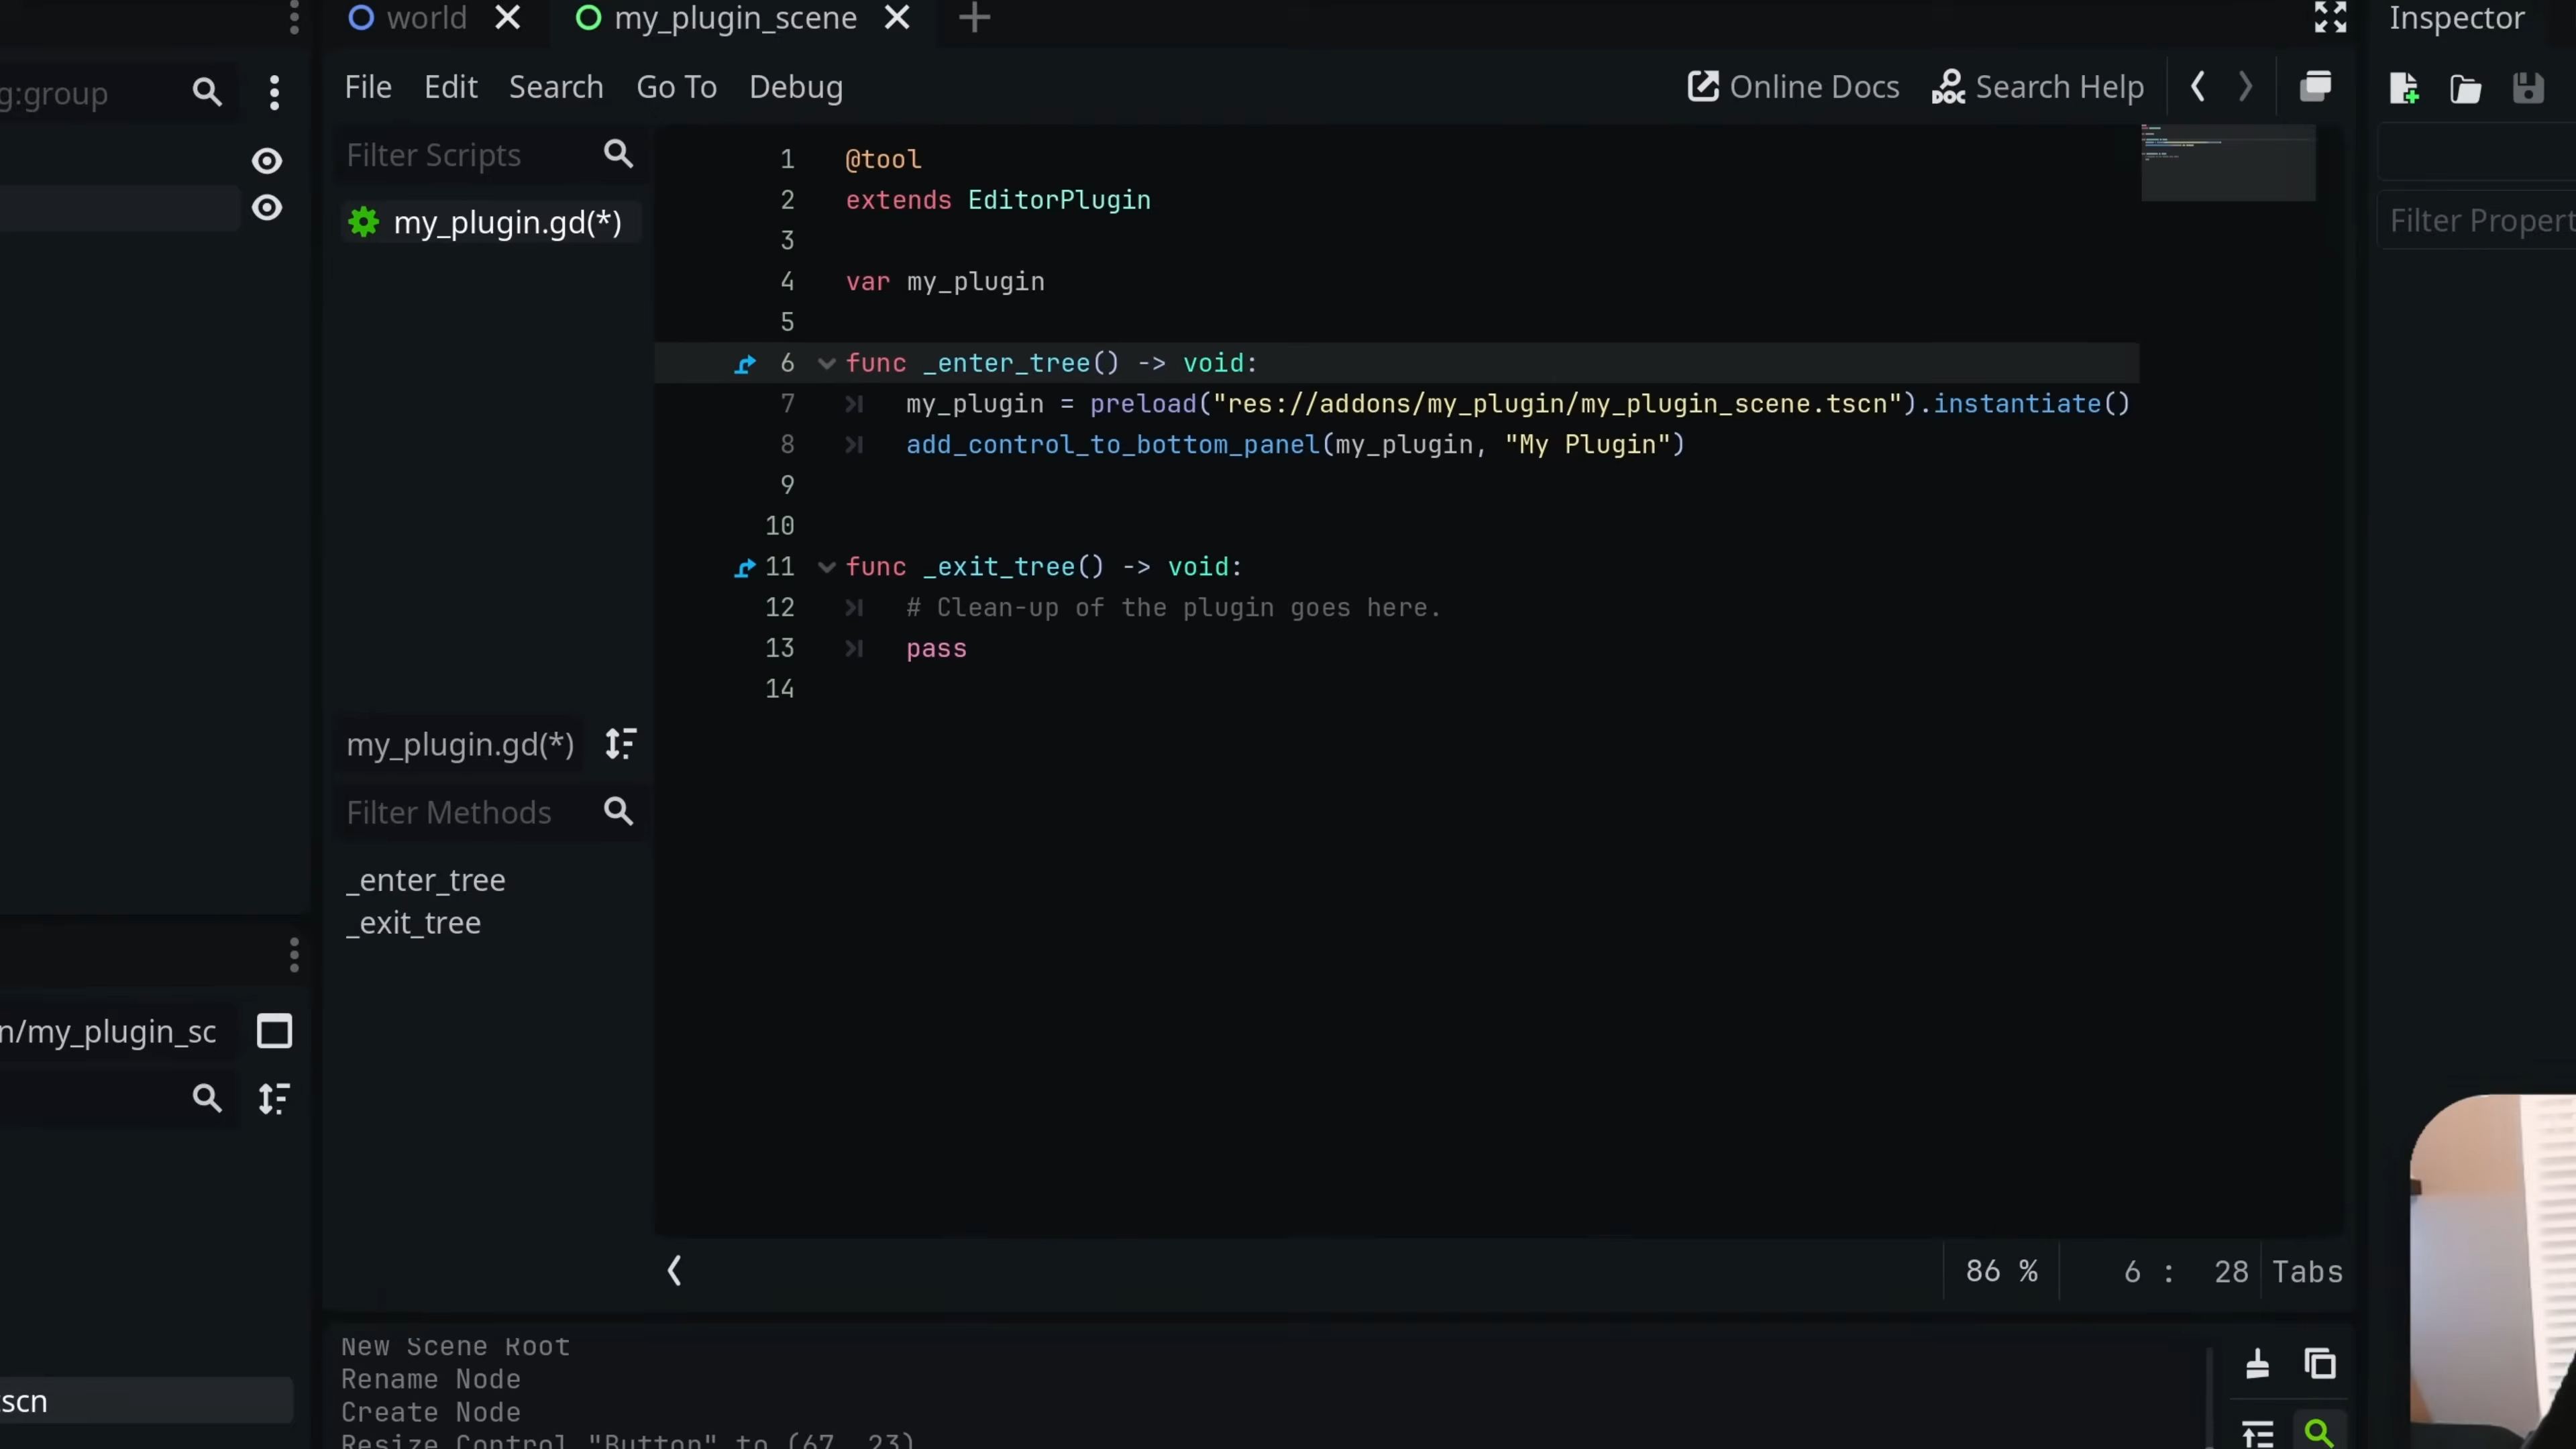 world
my_plugin_scene
Inspector
g:group
File Edit Search Go To Debug
Online Docs
Search Help
Filter Scripts
my_plugin.gd(*)
Filter Propert
1 @tool
2 extends EditorPlugin
3
4 var my_plugin
5
6 func _enter_tree() -> void:
7 my_plugin = preload("res://addons/my_plugin/my_plugin_scene.tscn").instantiate()
8 add_control_to_bottom_panel(my_plugin, "My Plugin")
9
10
11 func _exit_tree() -> void:
12 # Clean-up of the plugin goes here.
13 pass
14
my_plugin.gd(*)
Filter Methods
_enter_tree
_exit_tree
n/my_plugin_sc
scn
86 % 6 : 28 Tabs
New Scene Root
Rename Node
Create Node
Resize Control "Button" to (67, 23)